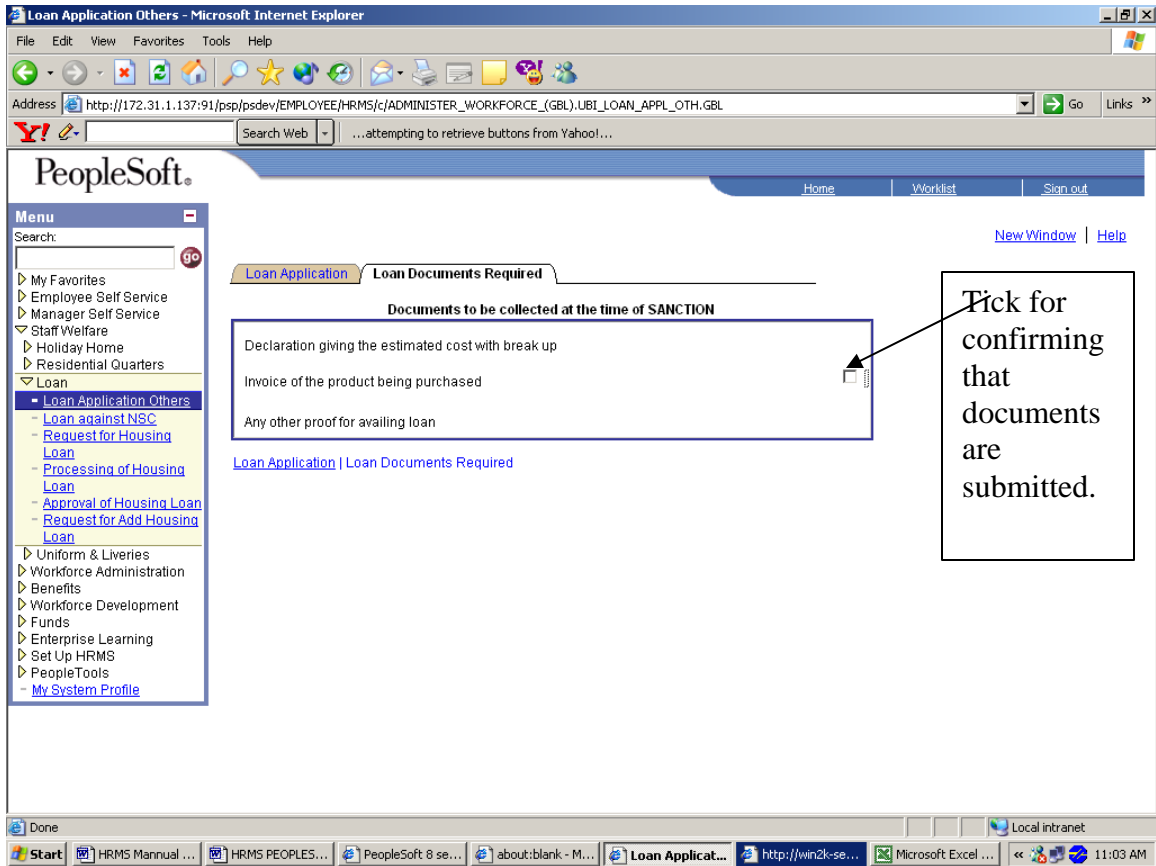 Loan Application Others - Microsoft Internet Explorer
File Edit View Favorites Tools Help
Address http://172.31.1.137:91/psp/psdev/EMPLOYEE/HRMS/c/ADMINISTER_WORKFORCE_(GBL).UBI_LOAN_APPL_OTH.GBL Go Links »
Y! Search Web ...attempting to retrieve buttons from Yahoo!...
PeopleSoft.
Home Worklist Sign out
New Window | Help
Menu
Search:
go
My Favorites
Employee Self Service
Manager Self Service
Staff Welfare
Holiday Home
Residential Quarters
Loan
- Loan Application Others
- Loan against NSC
- Request for Housing
Loan
- Processing of Housing
Loan
- Approval of Housing Loan
- Request for Add Housing
Loan
Uniform & Liveries
Workforce Administration
Benefits
Workforce Development
Funds
Enterprise Learning
Set Up HRMS
PeopleTools
- My System Profile
Loan Application Loan Documents Required
Documents to be collected at the time of SANCTION
Declaration giving the estimated cost with break up
Invoice of the product being purchased
Any other proof for availing loan
Loan Application | Loan Documents Required
Tick for
confirming
that
documents
are
submitted.
Done Local intranet
Start HRMS Mannual ... HRMS PEOPLES... PeopleSoft 8 se... about:blank - M... Loan Applicat... http://win2k-se... Microsoft Excel ... « 11:03 AM